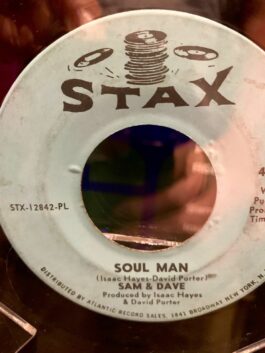 STAX
4
STX-12842-PL
SOUL MAN
(Isaac Hayes-David Porter)
SAM & DAVE
Produced by Isaac Hayes
& David Porter
DISTRIBUTED BY ATLANTIC RECORD SALES, 1841 BROADWAY, NEW YORK, N